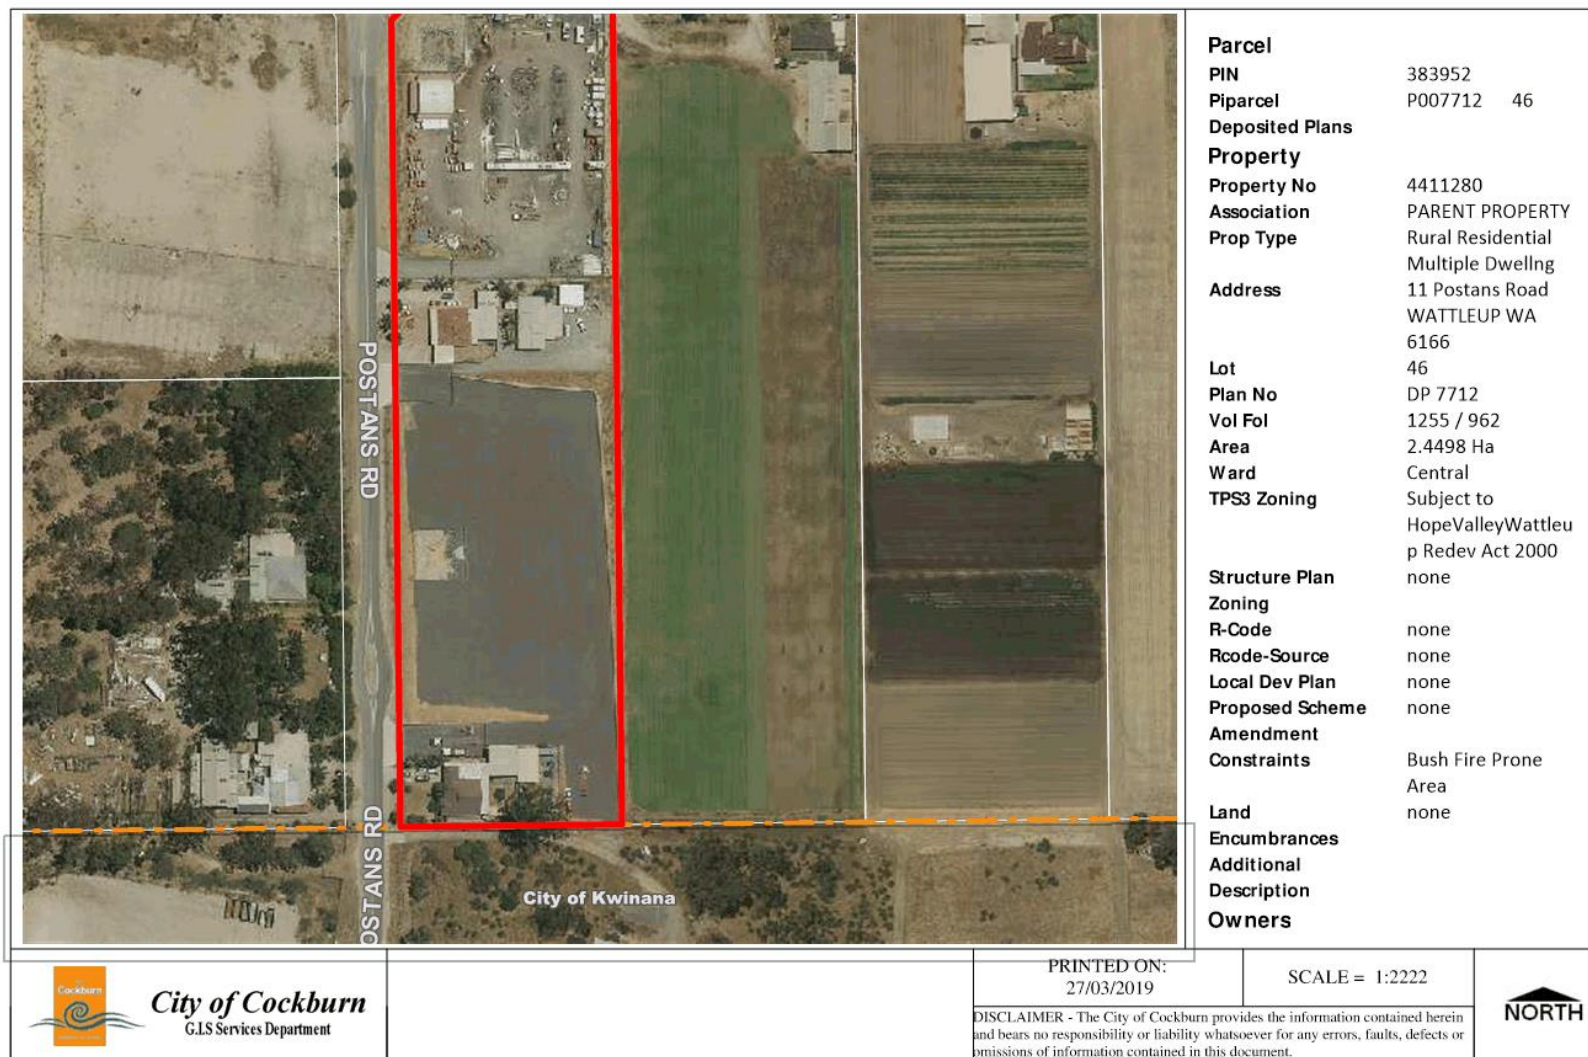 POSTANS RD
POSTANS RD
City of Kwinana
Parcel
PIN 383952
Piparcel P007712 46
Deposited Plans
Property
Property No 4411280
Association PARENT PROPERTY
Prop Type Rural Residential
Multiple Dwellng
Address 11 Postans Road
WATTLEUP WA
6166
Lot 46
Plan No DP 7712
Vol Fol 1255 / 962
Area 2.4498 Ha
Ward Central
TPS3 Zoning Subject to
HopeValleyWattleu
p Redev Act 2000
Structure Plan none
Zoning
R-Code none
Rcode-Source none
Local Dev Plan none
Proposed Scheme none
Amendment
Constraints Bush Fire Prone
Area
Land none
Encumbrances
Additional
Description
Owners
Cockburn
City of Cockburn
G.I.S Services Department
PRINTED ON:
27/03/2019
SCALE = 1:2222
DISCLAIMER - The City of Cockburn provides the information contained herein
and bears no responsibility or liability whatsoever for any errors, faults, defects or
omissions of information contained in this document.
NORTH